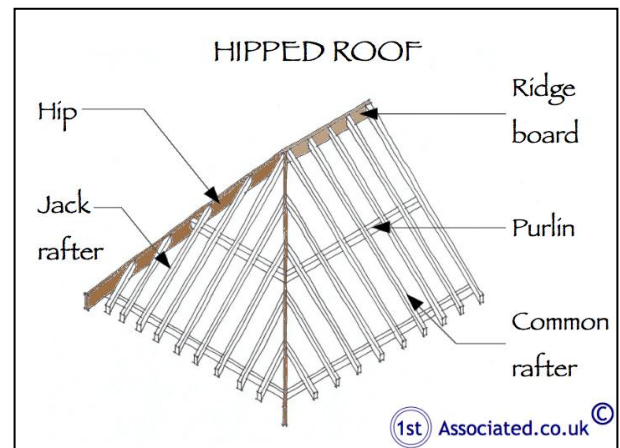 HIPPED ROOF
Hip
Jack
rafter
Ridge
board
Purlin
Common
rafter
1st Associated.co.uk ©